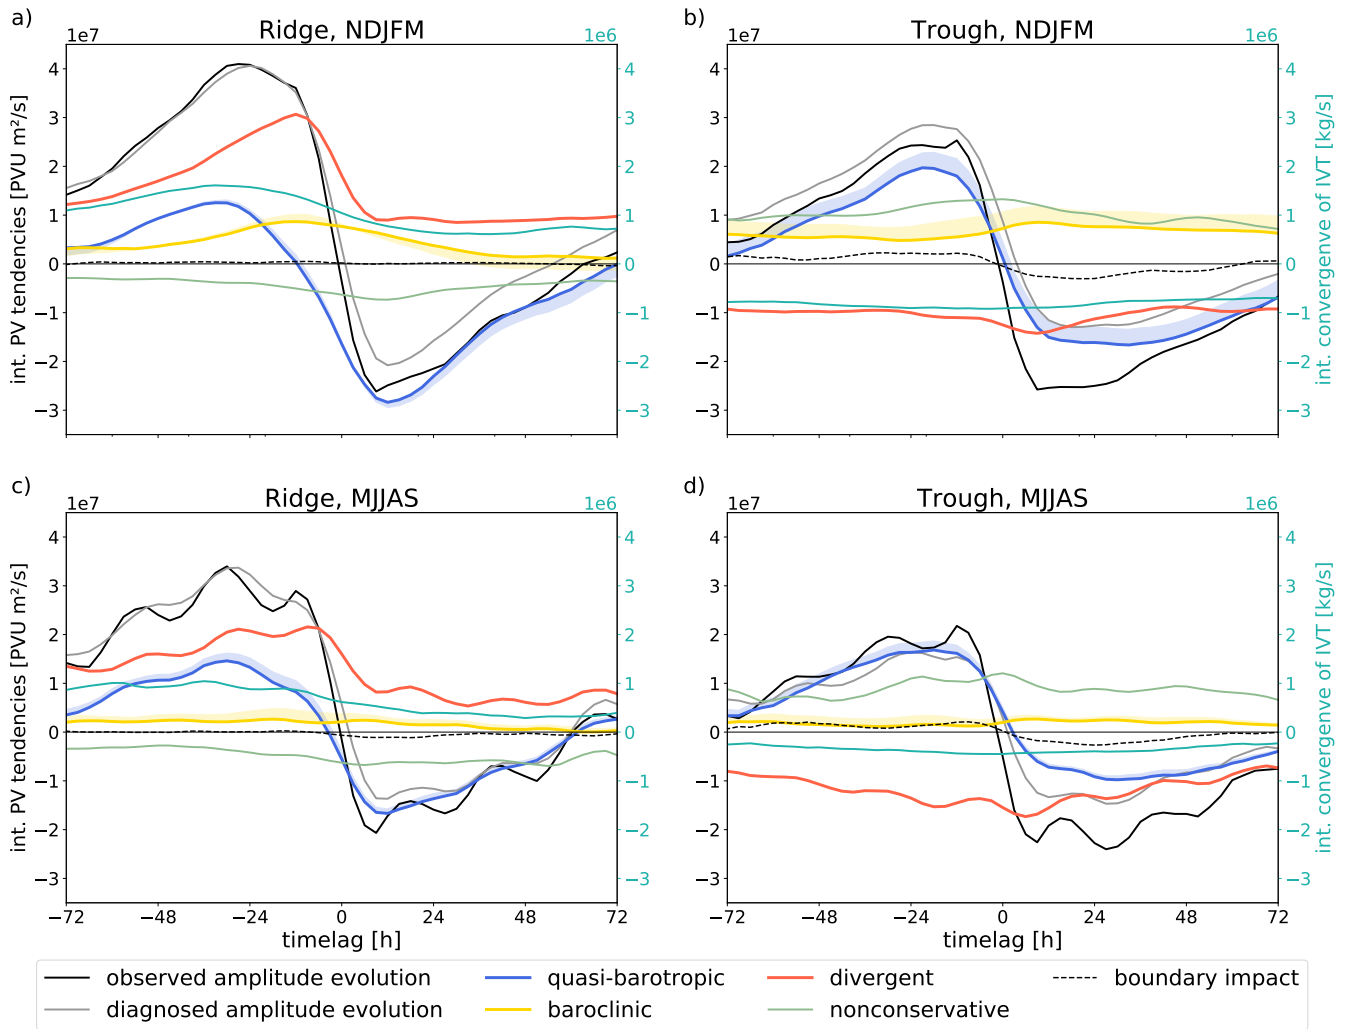 a)
1e7
Ridge, NDJFM
1e6
int. PV tendencies [PVU m²/s]
4
3
2
1
0
−1
−2
−3
4
3
2
1
0
−1
−2
−3
b)
1e7
Trough, NDJFM
1e6
4
3
2
1
0
−1
−2
−3
4
3
2
1
0
−1
−2
−3
int. convergenve of IVT [kg/s]
c)
1e7
Ridge, MJJAS
1e6
int. PV tendencies [PVU m²/s]
4
3
2
1
0
−1
−2
−3
4
3
2
1
0
−1
−2
−3
−72 −48 −24 0 24 48 72
timelag [h]
d)
1e7
Trough, MJJAS
1e6
4
3
2
1
0
−1
−2
−3
4
3
2
1
0
−1
−2
−3
int. convergenve of IVT [kg/s]
−72 −48 −24 0 24 48 72
timelag [h]
observed amplitude evolution quasi-barotropic divergent boundary impact
diagnosed amplitude evolution baroclinic nonconservative